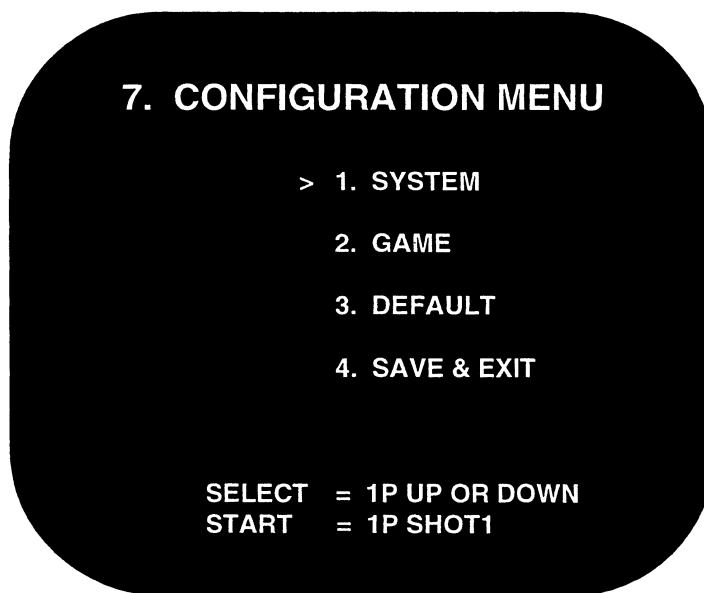 7. CONFIGURATION MENU
> 1. SYSTEM
2. GAME
3. DEFAULT
4. SAVE & EXIT
SELECT = 1P UP OR DOWN
START = 1P SHOT1